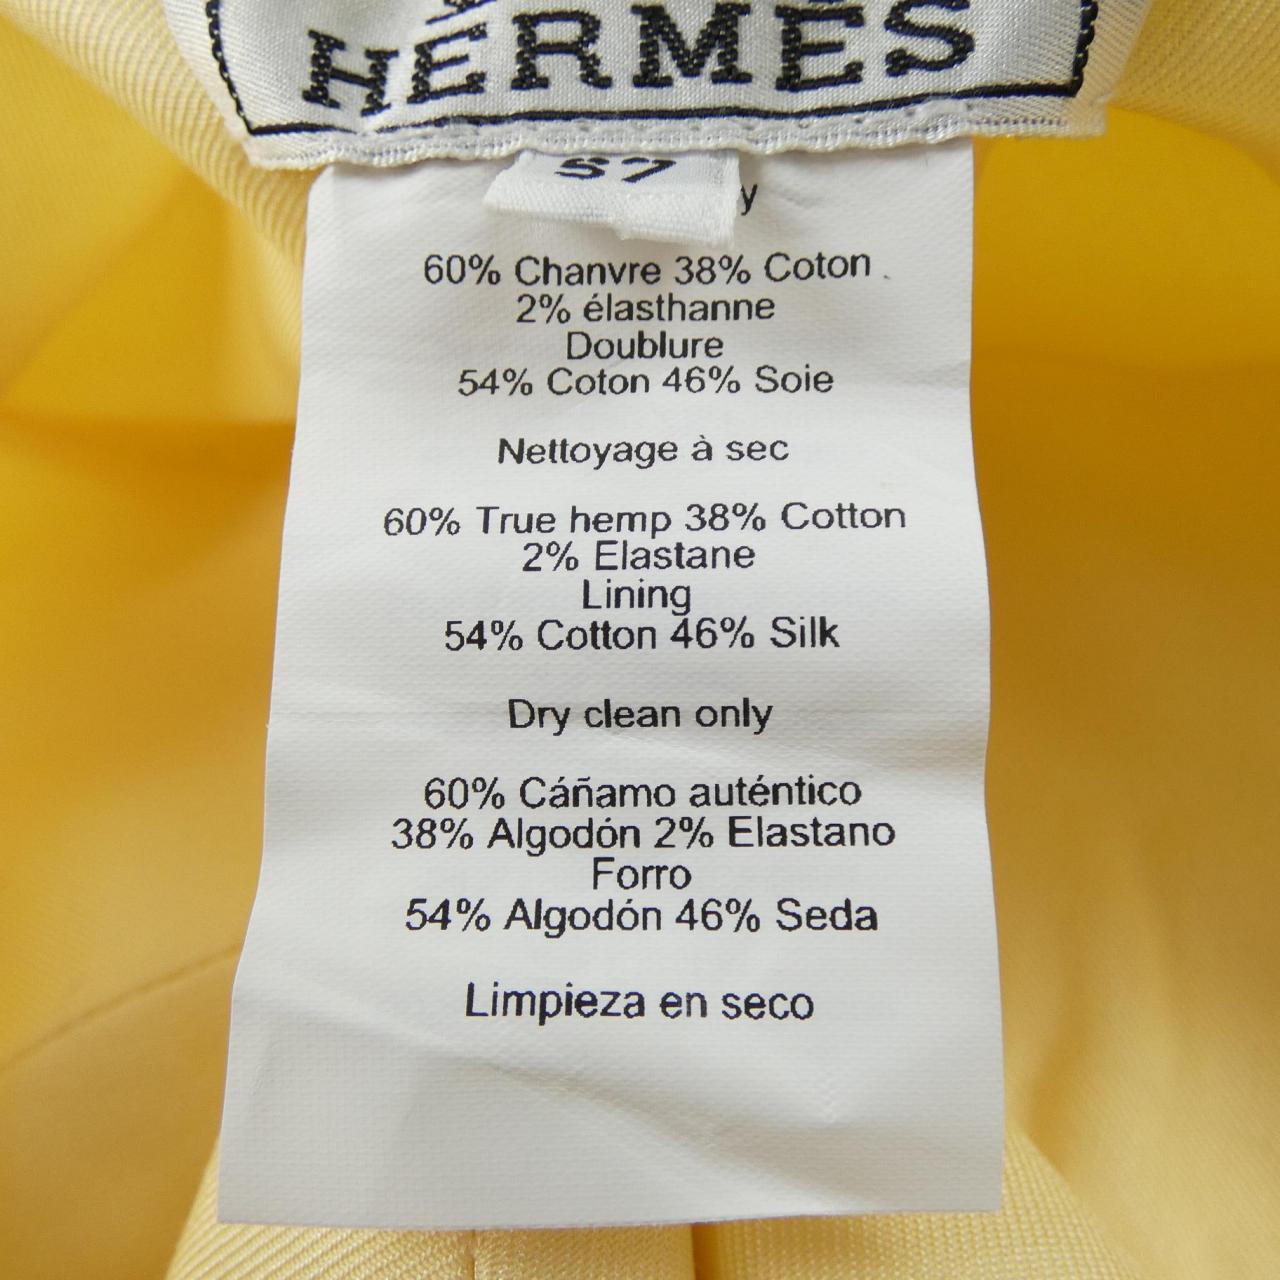 HERMÈS
57
y
60% Chanvre 38% Coton
2% élasthanne
Doublure
54% Coton 46% Soie
Nettoyage à sec
60% True hemp 38% Cotton
2% Elastane
Lining
54% Cotton 46% Silk
Dry clean only
60% Cáñamo auténtico
38% Algodón 2% Elastano
Forro
54% Algodón 46% Seda
Limpieza en seco